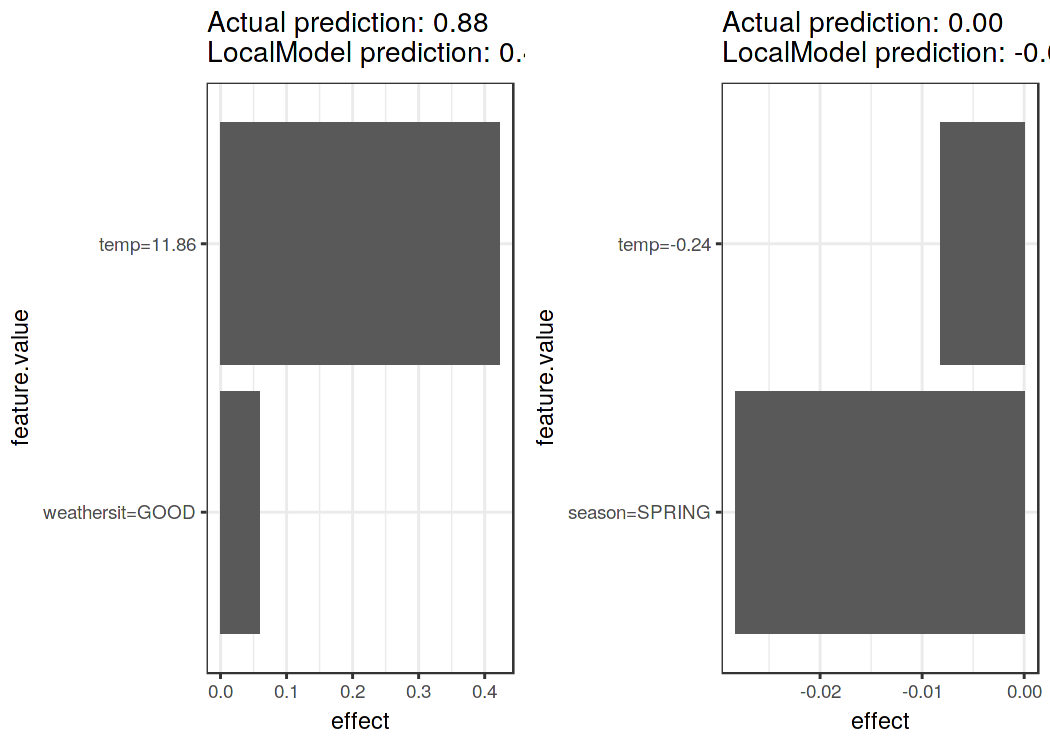 Actual prediction: 0.88
LocalModel prediction: 0.
temp=11.86
weathersit=GOOD
feature.value
0.0 0.1 0.2 0.3 0.4
effect
Actual prediction: 0.00
LocalModel prediction: -0.
temp=-0.24
season=SPRING
feature.value
-0.02 -0.01 0.00
effect